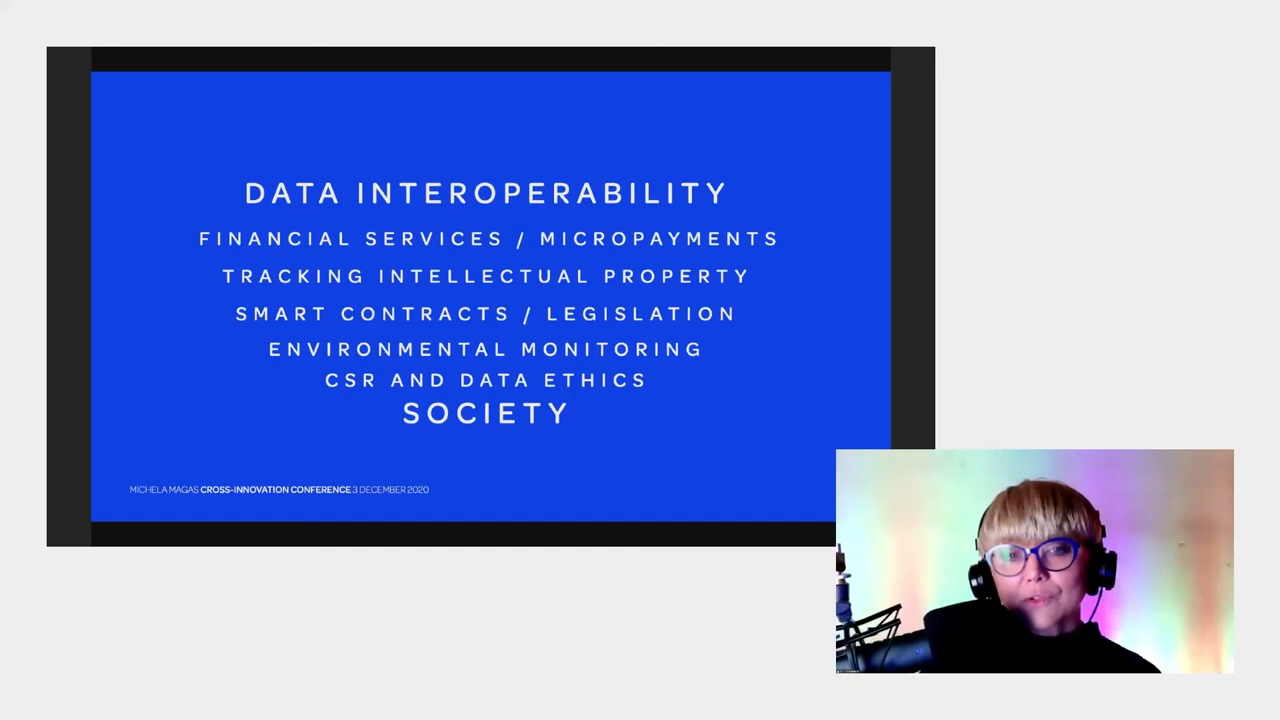 DATA INTEROPERABILITY
FINANCIAL SERVICES / MICROPAYMENTS
TRACKING INTELLECTUAL PROPERTY
SMART CONTRACTS / LEGISLATION
ENVIRONMENTAL MONITORING
CSR AND DATA ETHICS
SOCIETY
MICHELA MAGAS CROSS-INNOVATION CONFERENCE 3 DECEMBER 2020